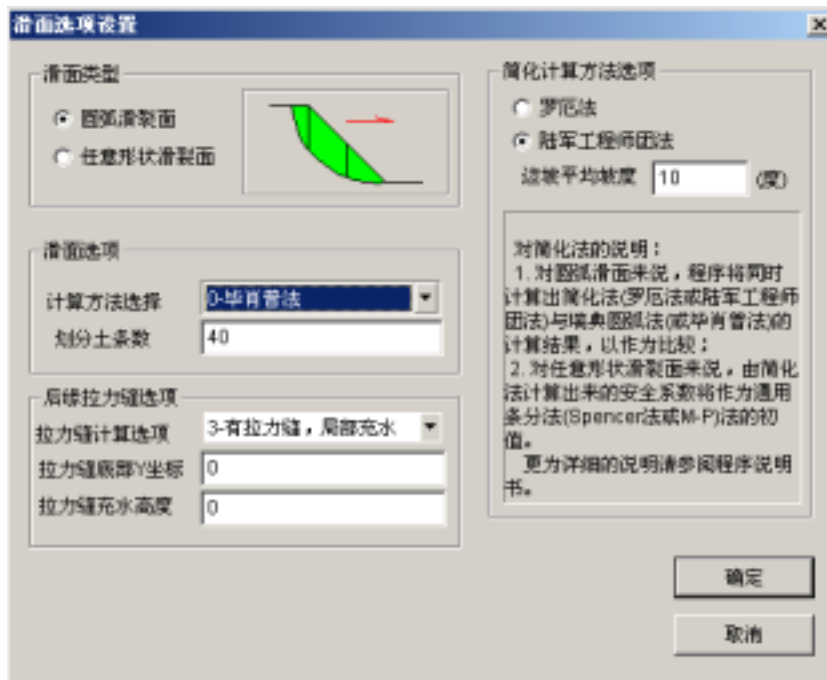 滑面选项设置
滑面类型
圆弧滑裂面
任意形状滑裂面
滑面选项
计算方法选择 0-毕肖普法
划分土条数 40
后缘拉力缝选项
拉力缝计算选项 3-有拉力缝，局部充水
拉力缝底部Y坐标 0
拉力缝充水高度 0
简化计算方法选项
罗厄法
陆军工程师团法
边坡平均坡度 10 (度)
对简化法的说明：
1. 对圆弧滑面来说，程序将同时
计算出简化法(罗厄法或陆军工程师
团法)与瑞典圆弧法(或毕肖普法)的
计算结果，以作为比较；
2. 对任意形状滑裂面来说，由简化
法计算出来的安全系数将作为通用
条分法(Spencer法或M-P)法的初
值。
更为详细的说明请参阅程序说明
书。
确定
取消